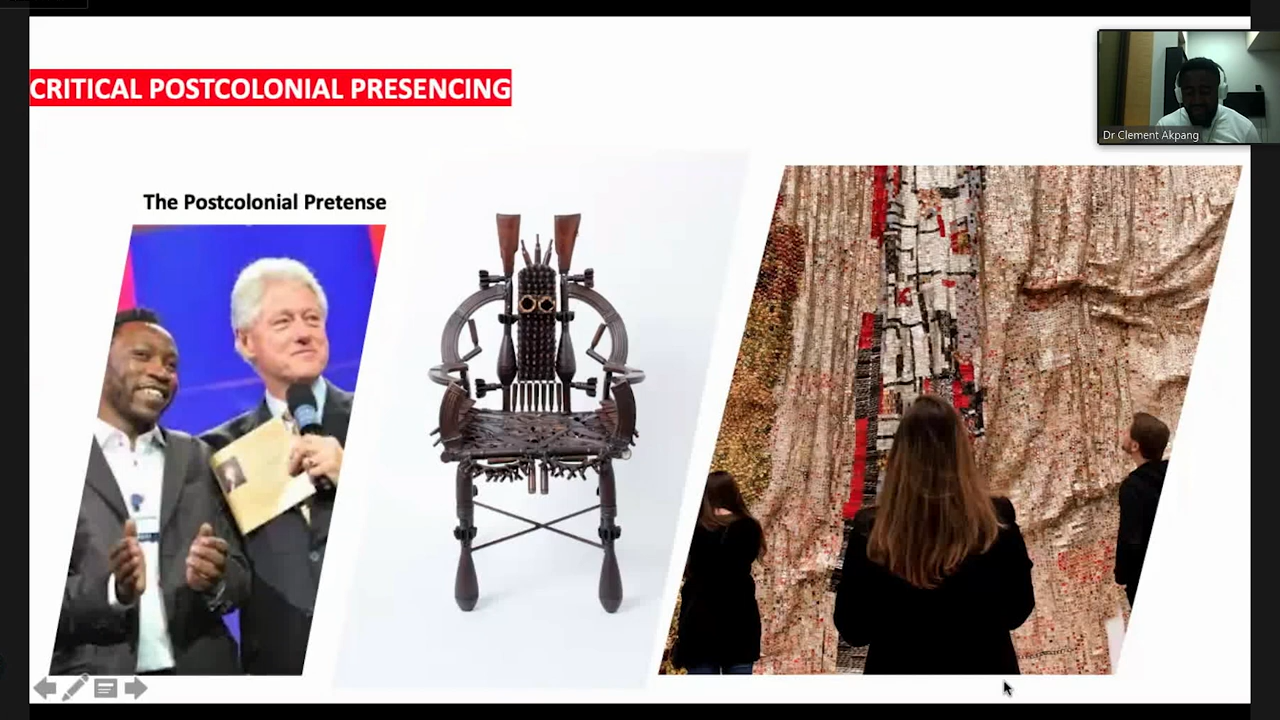 CRITICAL POSTCOLONIAL PRESENCING
Dr Clement Akpang
The Postcolonial Pretense